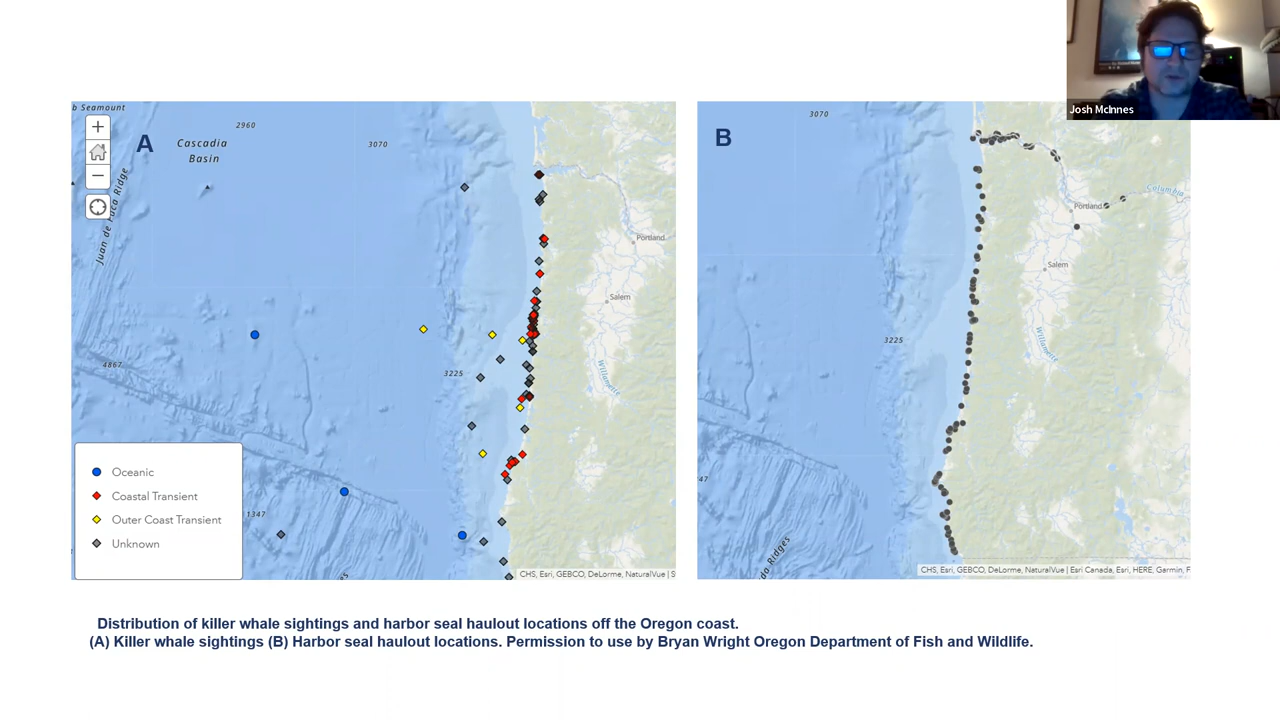 Josh McInnes
b Seamount
2960
Cascadia
Basin
3070
A
Juan de Fuca Ridge
Portland
Salem
Willamette
4867
3225
1347
Oceanic
Coastal Transient
Outer Coast Transient
Unknown
CHS, Esri, GEBCO, DeLorme, NaturalVue | S
3070
B
Columbia
Portland
Salem
Willamette
3225
47
da Ridges
CHS, Esri, GEBCO, DeLorme, NaturalVue | Esri Canada, Esri, HERE, Garmin, F
Distribution of killer whale sightings and harbor seal haulout locations off the Oregon coast.
(A) Killer whale sightings (B) Harbor seal haulout locations. Permission to use by Bryan Wright Oregon Department of Fish and Wildlife.